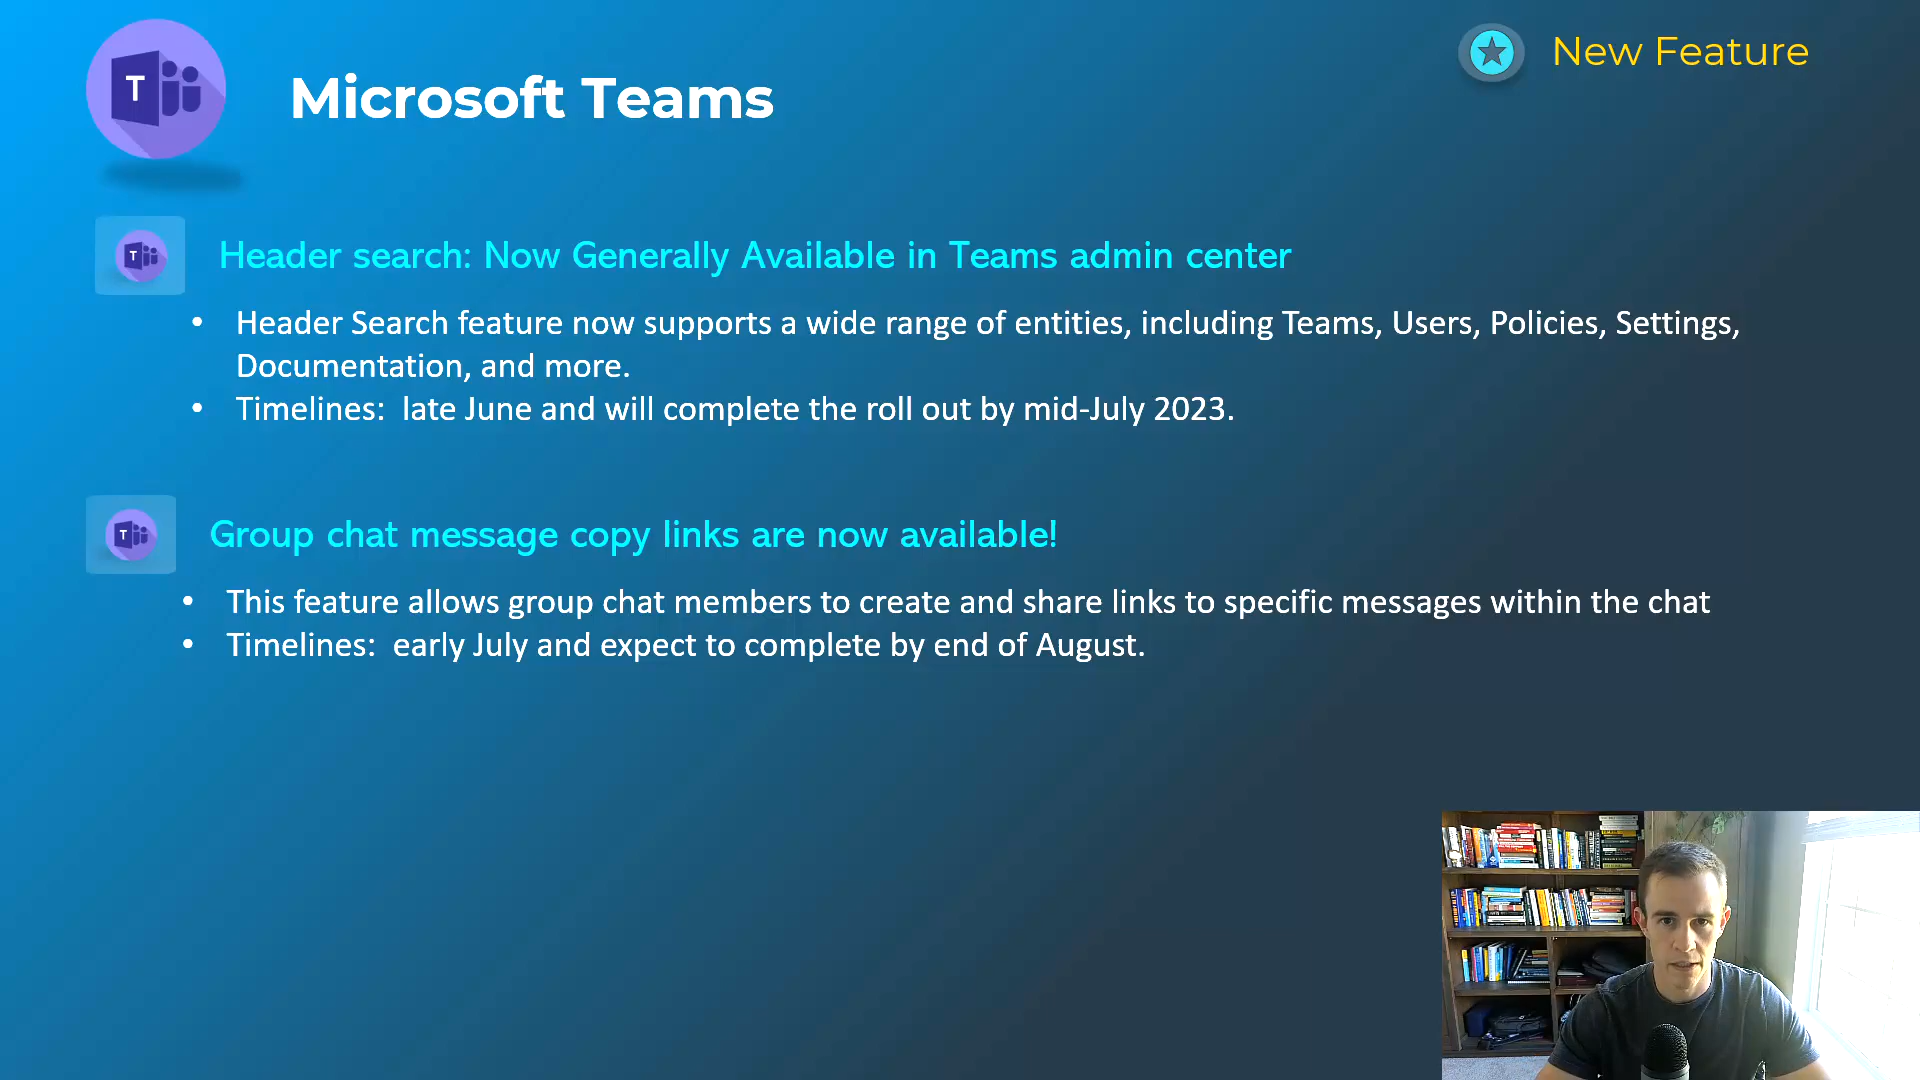 Microsoft Teams
New Feature
Header search: Now Generally Available in Teams admin center
• Header Search feature now supports a wide range of entities, including Teams, Users, Policies, Settings,
Documentation, and more.
• Timelines:  late June and will complete the roll out by mid-July 2023.
Group chat message copy links are now available!
• This feature allows group chat members to create and share links to specific messages within the chat
• Timelines:  early July and expect to complete by end of August.